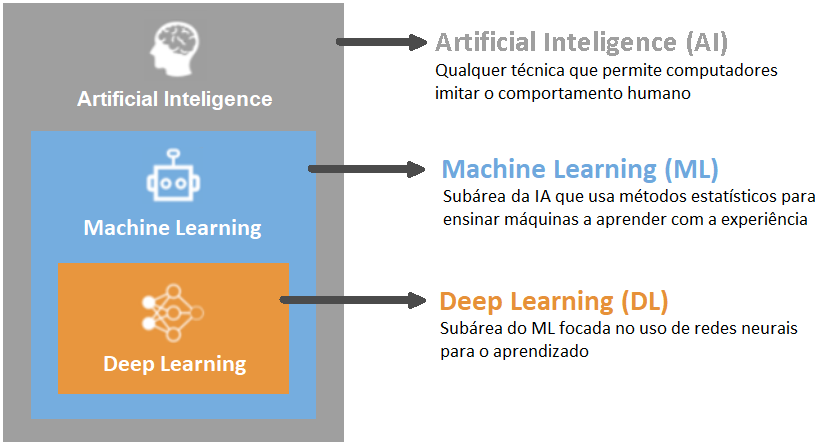 Artificial Inteligence
Artificial Inteligence (AI)
Qualquer técnica que permite computadores
imitar o comportamento humano
Machine Learning
Machine Learning (ML)
Subárea da IA que usa métodos estatísticos para
ensinar máquinas a aprender com a experiência
Deep Learning
Deep Learning (DL)
Subárea do ML focada no uso de redes neurais
para o aprendizado